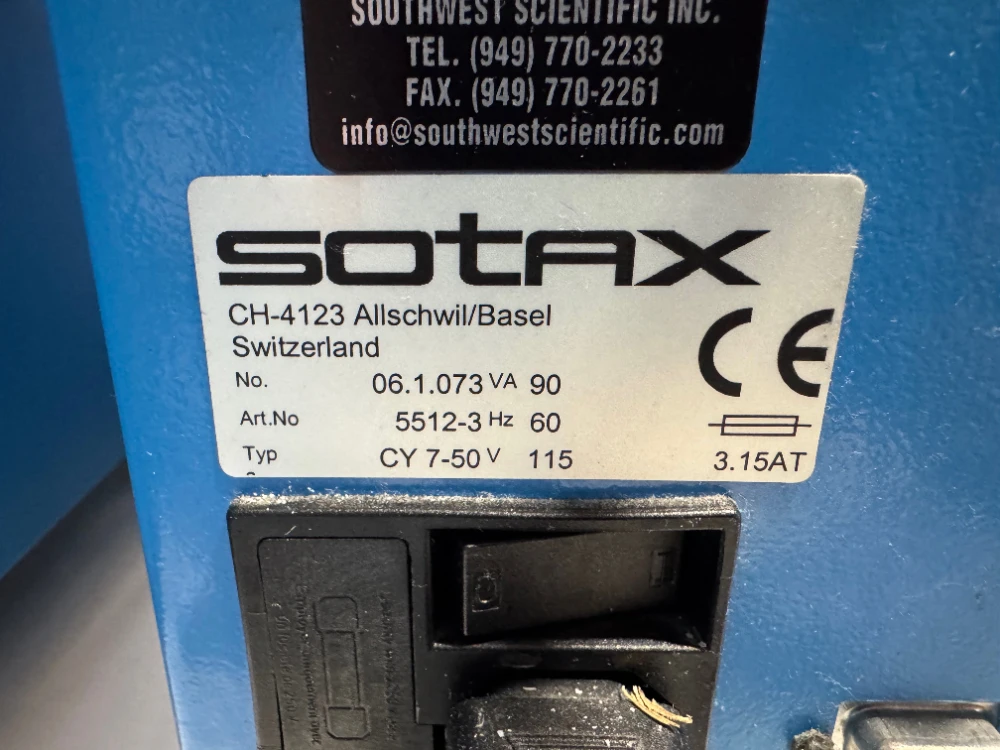 SOUTHWEST SCIENTIFIC INC.
TEL. (949) 770-2233
FAX. (949) 770-2261
info@southwestscientific.com
sotax
CH-4123 Allschwil/Basel
Switzerland
No. 06.1.073 VA 90
Art.No 5512-3 Hz 60
Typ CY 7-50 V 115
3.15AT
CE